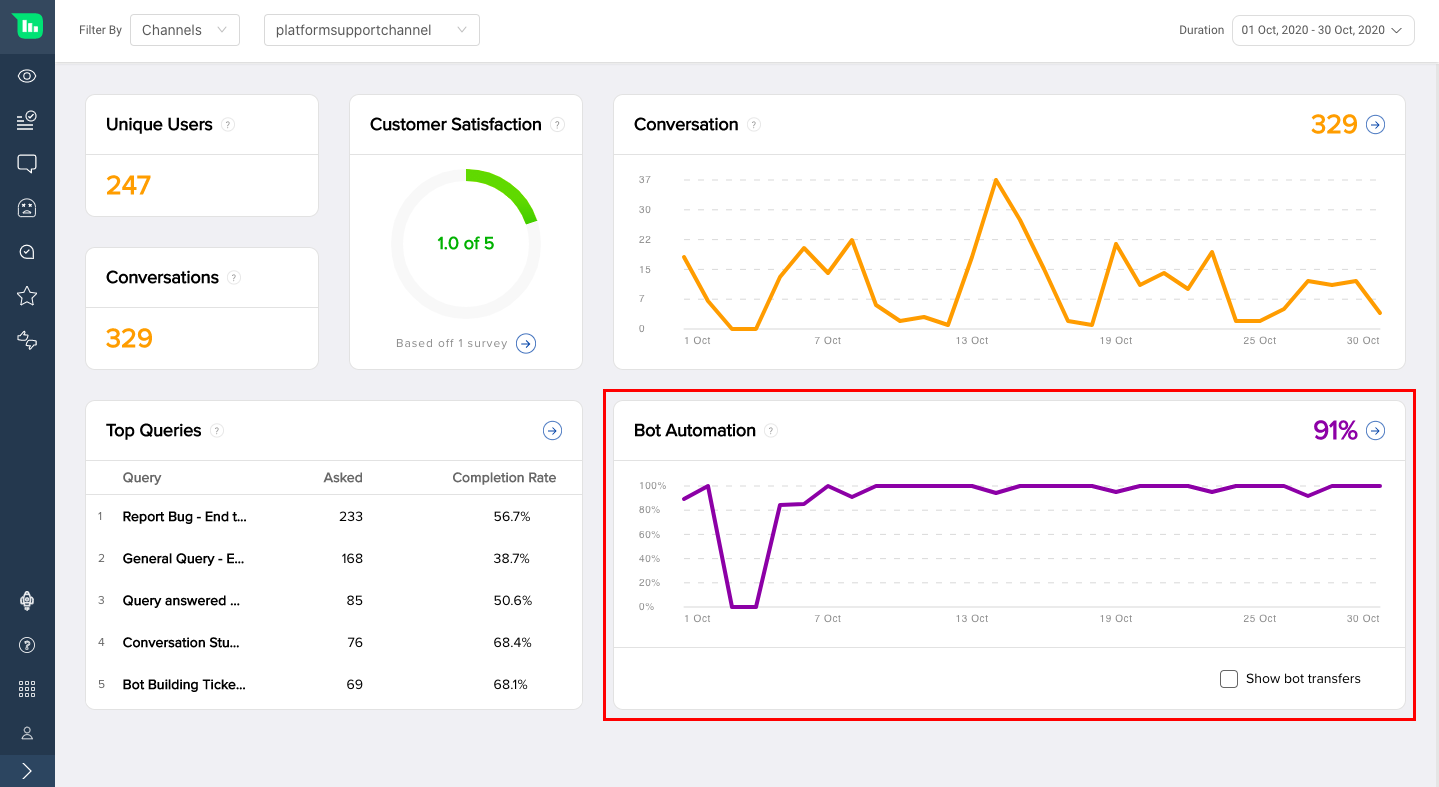 Filter By Channels platformsupportchannel Duration 01 Oct, 2020 - 30 Oct, 2020
Unique Users ?
247
Conversations ?
329
Customer Satisfaction ?
1.0 of 5
Based off 1 survey
Conversation ? 329
37
30
22
15
7
0
1 Oct 7 Oct 13 Oct 19 Oct 25 Oct 30 Oct
Top Queries ?
Query Asked Completion Rate
1 Report Bug - End t... 233 56.7%
2 General Query - E... 168 38.7%
3 Query answered ... 85 50.6%
4 Conversation Stu... 76 68.4%
5 Bot Building Ticke... 69 68.1%
Bot Automation ? 91%
100%
80%
60%
40%
20%
0%
1 Oct 7 Oct 13 Oct 19 Oct 25 Oct 30 Oct
Show bot transfers